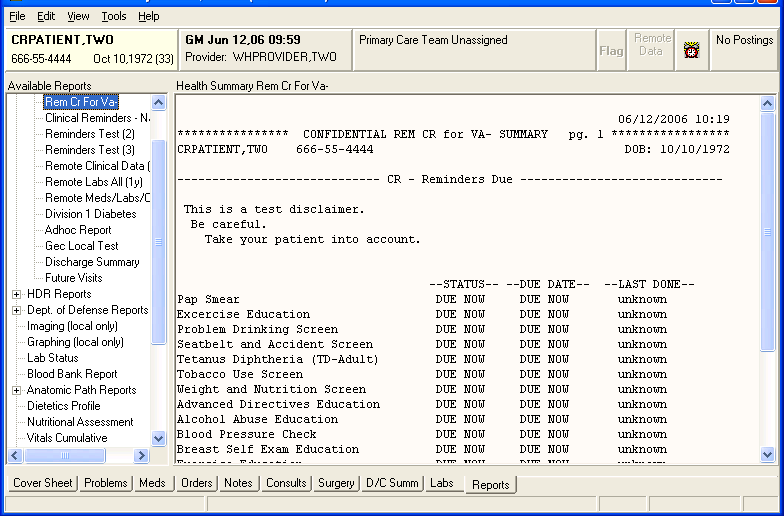 File Edit View Tools Help
CRPATIENT,TWO
666-55-4444 Oct 10,1972 (33)
GM Jun 12,06 09:59
Provider: WHPROVIDER,TWO
Primary Care Team Unassigned
Flag
Remote
Data
No Postings
Available Reports
Rem Cr For Va-
Clinical Reminders - N
Reminders Test (2)
Reminders Test (3)
Remote Clinical Data (
Remote Labs All (1y)
Remote Meds/Labs/C
Division 1 Diabetes
Adhoc Report
Gec Local Test
Discharge Summary
Future Visits
HDR Reports
Dept. of Defense Reports
Imaging (local only)
Graphing (local only)
Lab Status
Blood Bank Report
Anatomic Path Reports
Dietetics Profile
Nutritional Assessment
Vitals Cumulative
Health Summary Rem Cr For Va-
06/12/2006 10:19
**************** CONFIDENTIAL REM CR for VA- SUMMARY pg. 1 *****************
CRPATIENT,TWO 666-55-4444 DOB: 10/10/1972
----------------------------- CR - Reminders Due -----------------------------
This is a test disclaimer.
Be careful.
Take your patient into account.
--STATUS-- --DUE DATE-- --LAST DONE--
Pap Smear DUE NOW DUE NOW unknown
Excercise Education DUE NOW DUE NOW unknown
Problem Drinking Screen DUE NOW DUE NOW unknown
Seatbelt and Accident Screen DUE NOW DUE NOW unknown
Tetanus Diphtheria (TD-Adult) DUE NOW DUE NOW unknown
Tobacco Use Screen DUE NOW DUE NOW unknown
Weight and Nutrition Screen DUE NOW DUE NOW unknown
Advanced Directives Education DUE NOW DUE NOW unknown
Alcohol Abuse Education DUE NOW DUE NOW unknown
Blood Pressure Check DUE NOW DUE NOW unknown
Breast Self Exam Education DUE NOW DUE NOW unknown
Cover Sheet Problems Meds Orders Notes Consults Surgery D/C Summ Labs Reports